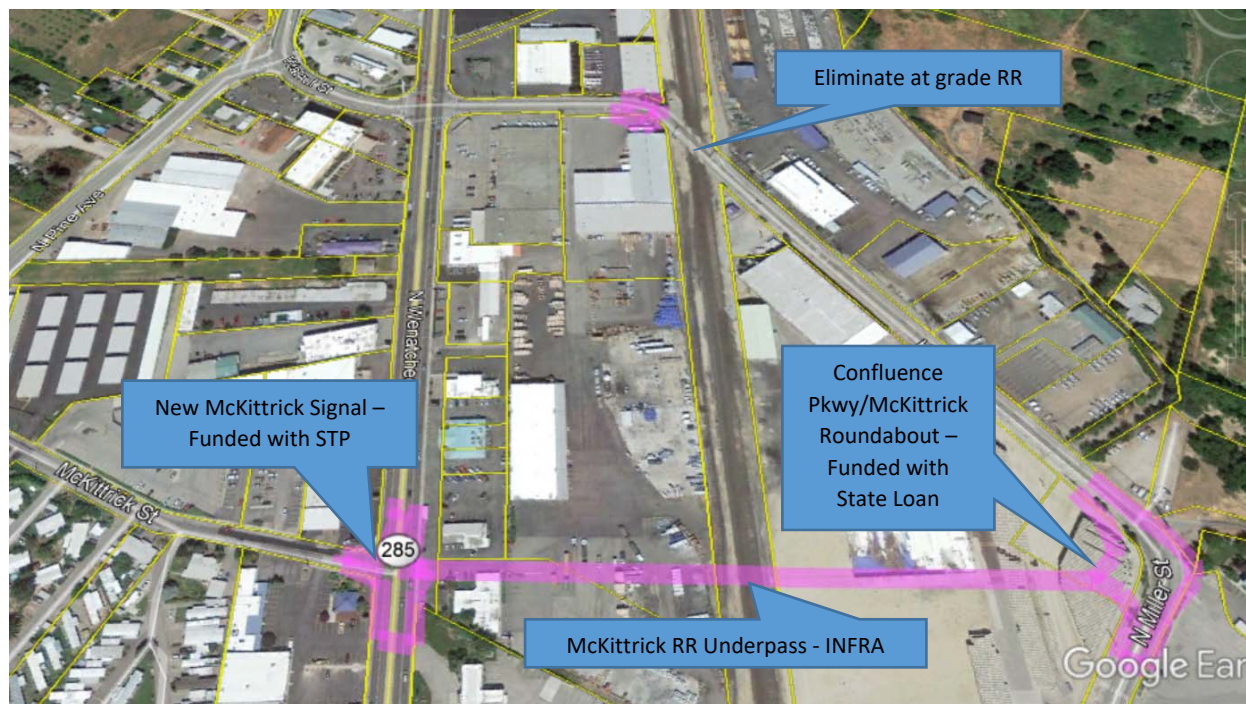 Eliminate at grade RR
N Pine Ave
N Wenatchee
New McKittrick Signal –
Funded with STP
Confluence
Pkwy/McKittrick
Roundabout –
Funded with
State Loan
McKittrick St
285
N Miller St
McKittrick RR Underpass - INFRA
Google Ear